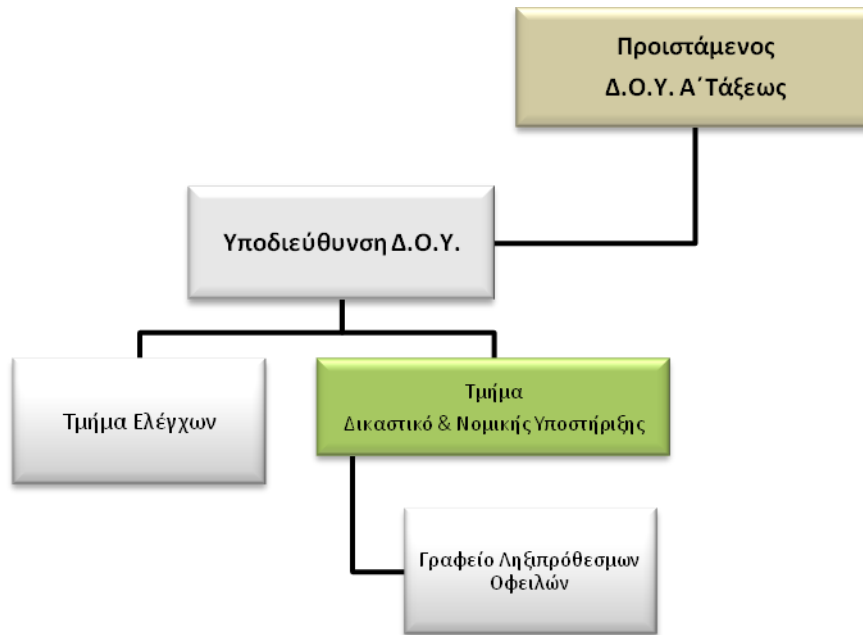 Προιστάμενος
Δ.Ο.Υ. Α΄Τάξεως
Υποδιεύθυνση Δ.Ο.Υ.
Τμήμα Ελέγχων
Τμήμα
Δικαστικό & Νομικής Υποστήριξης
Γραφείο Ληξιπρόθεσμων
Οφειλών